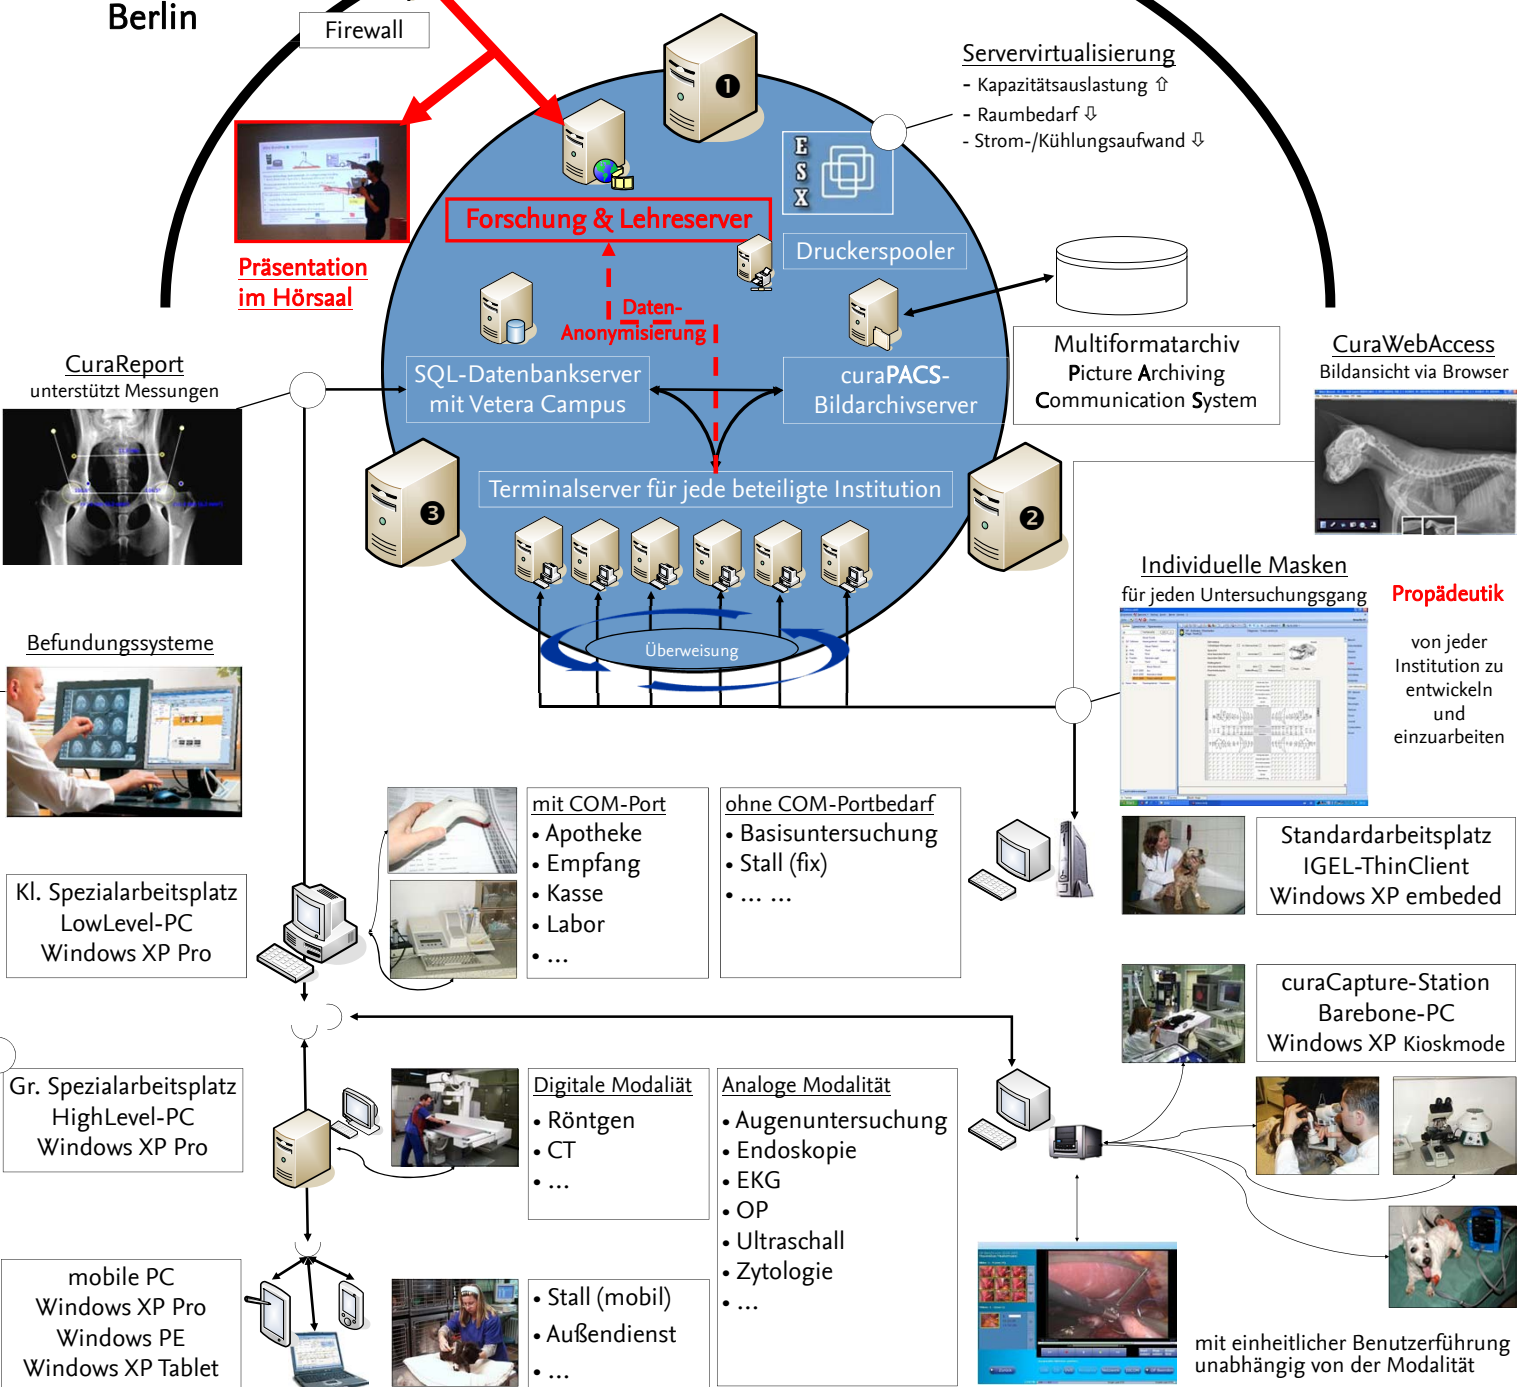 Berlin
Firewall
❶
Servervirtualisierung
- Kapazitätsauslastung ⇧
- Raumbedarf ⇩
- Strom-/Kühlungsaufwand ⇩
E
S
X
Forschung & Lehreserver
Druckerspooler
Präsentation
im Hörsaal
Daten-
Anonymisierung
Multiformatarchiv
Picture Archiving
Communication System
CuraReport
unterstützt Messungen
SQL-Datenbankserver
mit Vetera Campus
curaPACS-
Bildarchivserver
CuraWebAccess
Bildansicht via Browser
❸
Terminalserver für jede beteiligte Institution
❷
Überweisung
Individuelle Masken
für jeden Untersuchungsgang
Propädeutik
von jeder
Institution zu
entwickeln
und
einzuarbeiten
Befundungssysteme
Kl. Spezialarbeitsplatz
LowLevel-PC
Windows XP Pro
mit COM-Port
• Apotheke
• Empfang
• Kasse
• Labor
• ...
ohne COM-Portbedarf
• Basisuntersuchung
• Stall (fix)
• ... ...
Standardarbeitsplatz
IGEL-ThinClient
Windows XP embeded
curaCapture-Station
Barebone-PC
Windows XP Kioskmode
Gr. Spezialarbeitsplatz
HighLevel-PC
Windows XP Pro
Digitale Modaliät
• Röntgen
• CT
• ...
Analoge Modalität
• Augenuntersuchung
• Endoskopie
• EKG
• OP
• Ultraschall
• Zytologie
• ...
mobile PC
Windows XP Pro
Windows PE
Windows XP Tablet
• Stall (mobil)
• Außendienst
• ...
mit einheitlicher Benutzerführung
unabhängig von der Modalität